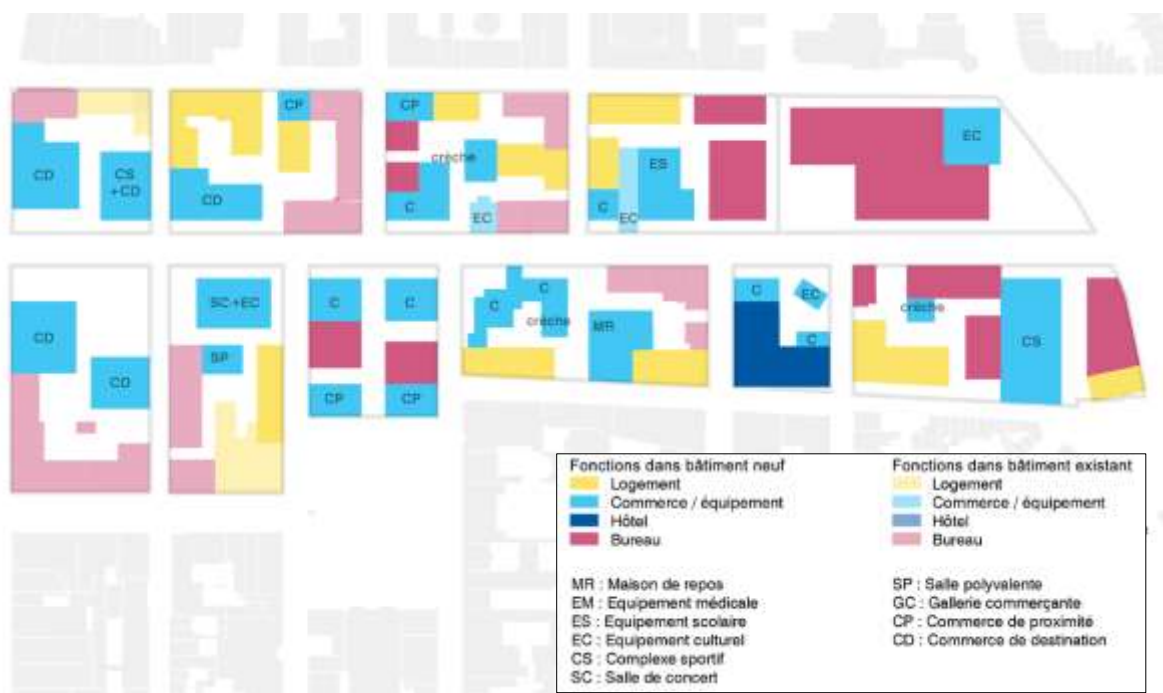 CP
CP
EC
CD
CS
+CD
crèche
ES
CD
C
EC
C
EC
SC+EC
C
C
C
C
C
EC
crèche
crèche
CD
SP
MR
C
CS
CD
CP
CP
Fonctions dans bâtiment neuf
Logement
Commerce / équipement
Hôtel
Bureau
Fonctions dans bâtiment existant
Logement
Commerce / équipement
Hôtel
Bureau
MR : Maison de repos
EM : Equipement médicale
ES : Equipement scolaire
EC : Equipement culturel
CS : Complexe sportif
SC : Salle de concert
SP : Salle polyvalente
GC : Gallerie commerçante
CP : Commerce de proximité
CD : Commerce de destination